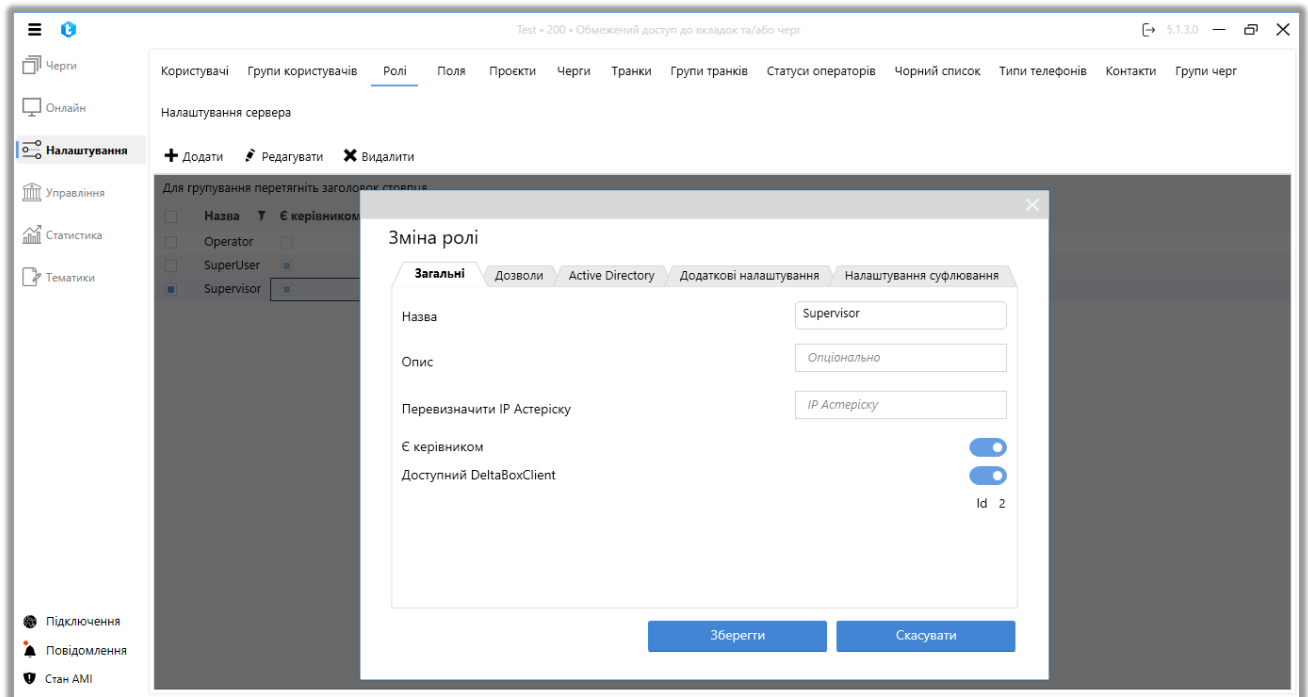 Test • 200 • Обмежений доступ до вкладок та/або черг
5.1.3.0
Черги
Онлайн
Налаштування
Управління
Статистика
Тематики
Підключення
Повідомлення
Стан AMI
Користувачі Групи користувачів Ролі Поля Проєкти Черги Транки Групи транків Статуси операторів Чорний список Типи телефонів Контакти Групи черг
Налаштування сервера
Додати Редагувати Видалити
Для групування перетягніть заголовок стовпця
Назва Є керівником
Operator
SuperUser
Supervisor
Зміна ролі
Загальні Дозволи Active Directory Додаткові налаштування Налаштування суфлювання
Назва Supervisor
Опис Опціонально
Перевизначити IP Астеріску IP Астеріску
Є керівником
Доступний DeltaBoxClient
Id 2
Зберегти Скасувати